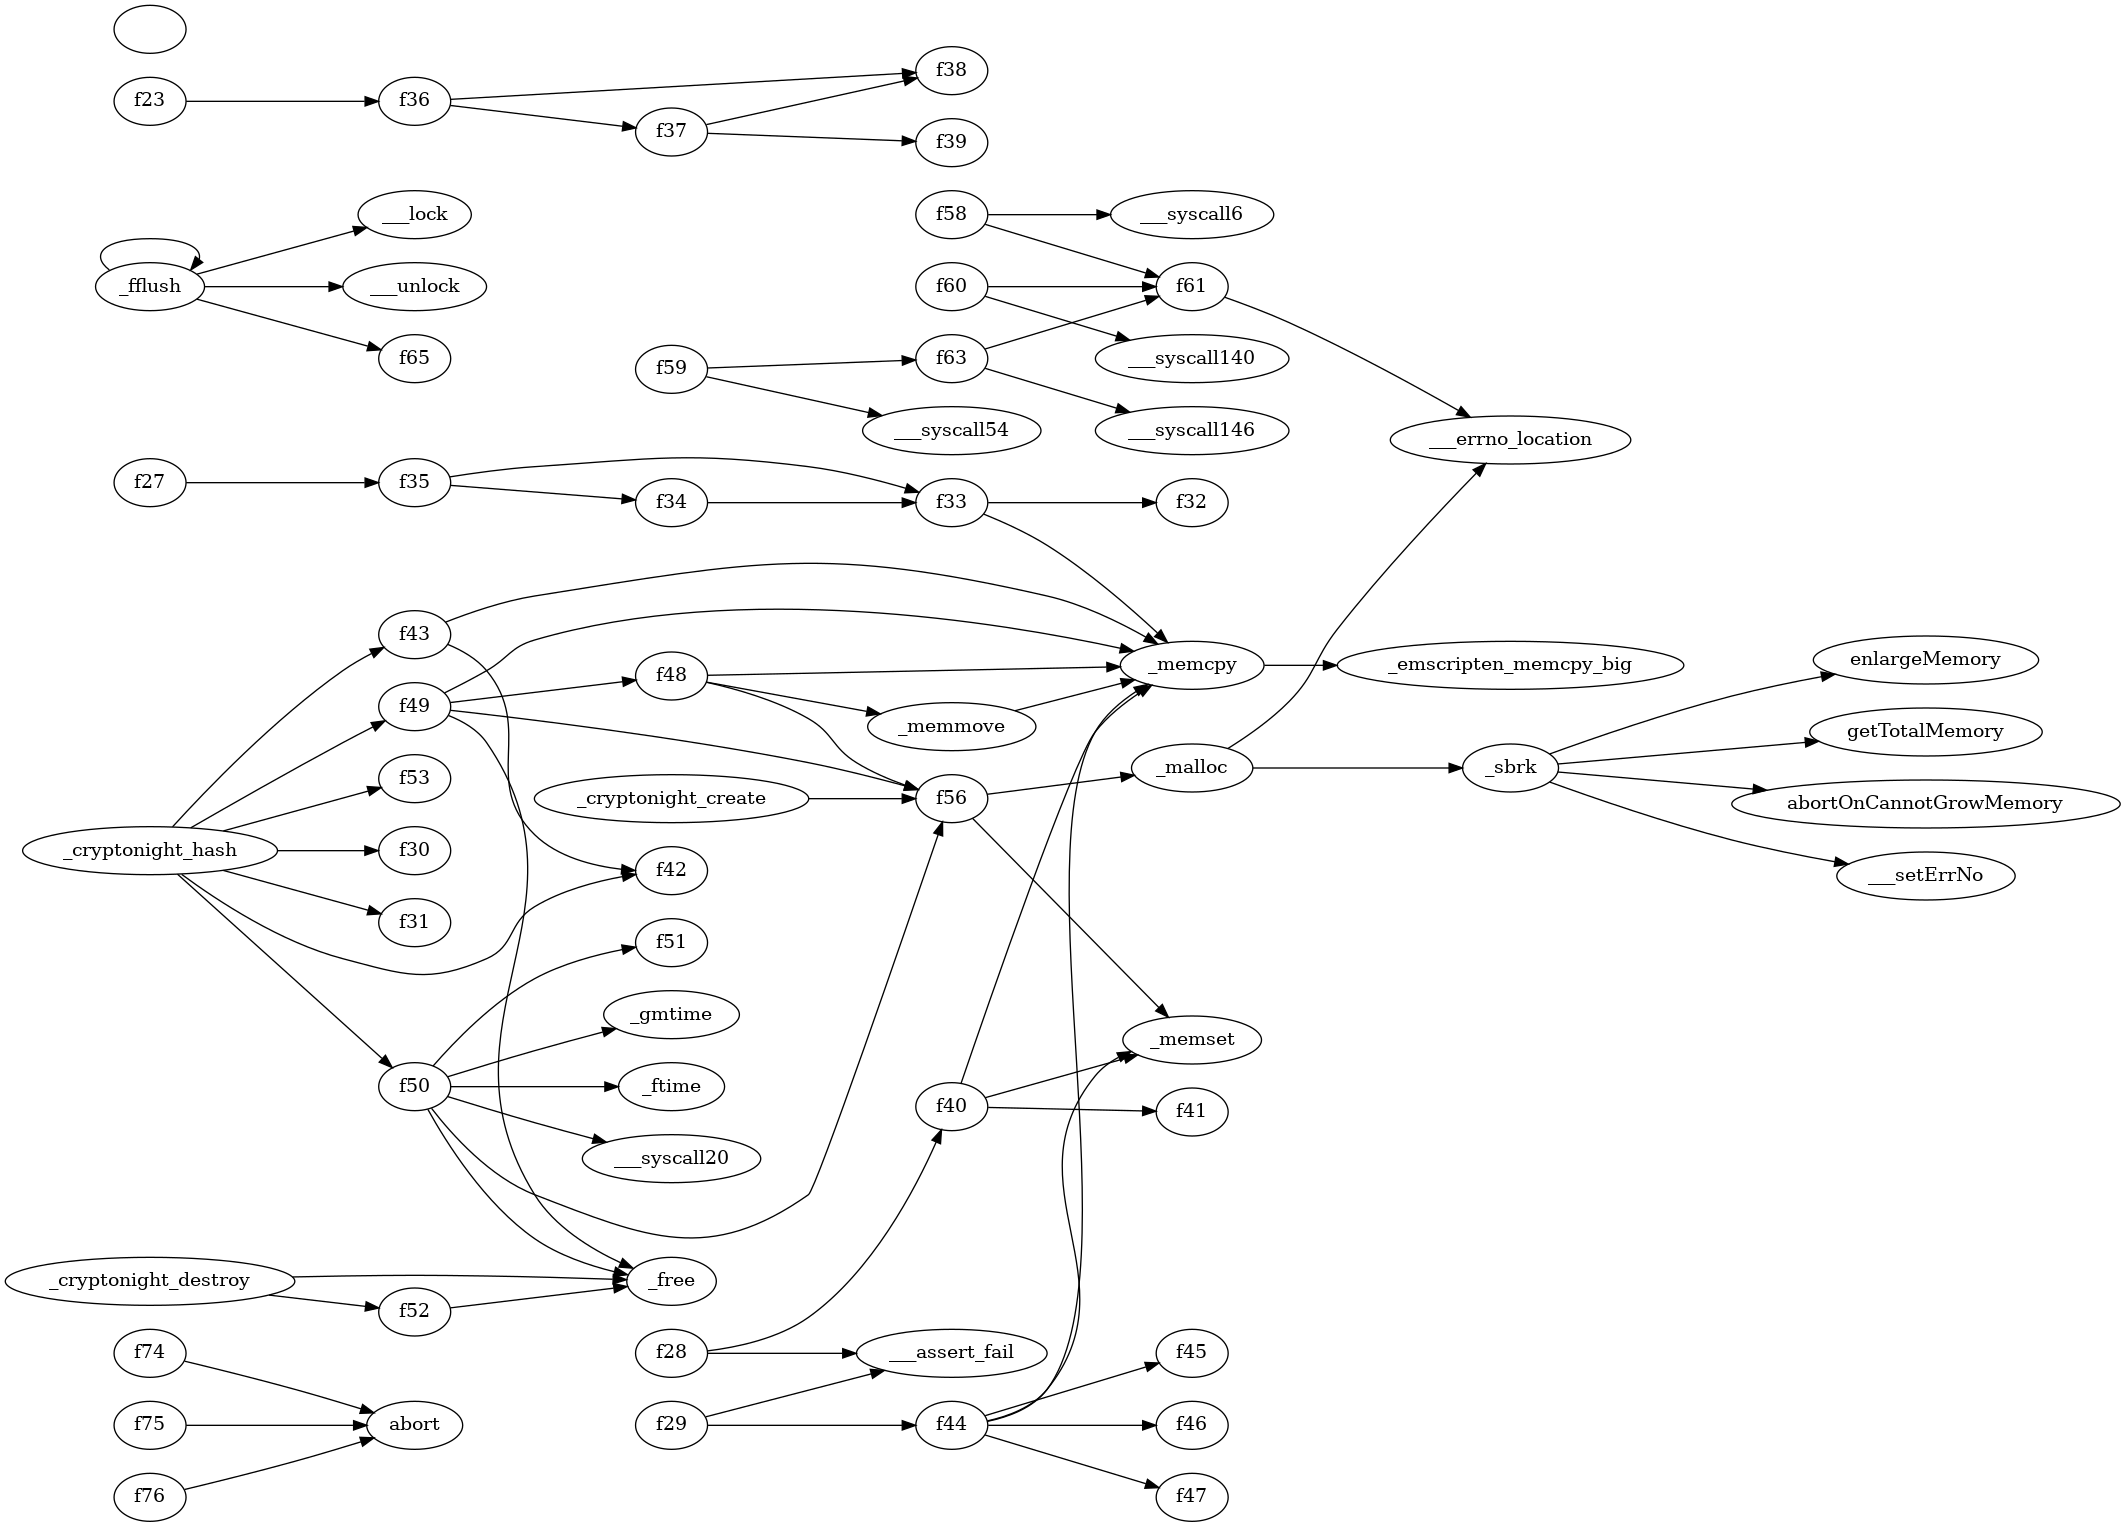 f23
f36
f38
f37
f39
___lock
_fflush
___unlock
f65
f58
___syscall6
f60
f61
f59
f63
___syscall140
___syscall54
___syscall146
___errno_location
f27
f35
f34
f33
f32
f43
f49
f48
_memcpy
_emscripten_memcpy_big
enlargeMemory
_memmove
getTotalMemory
f53
_cryptonight_create
f56
_malloc
_sbrk
abortOnCannotGrowMemory
_cryptonight_hash
f30
f42
___setErrNo
f31
f51
_gmtime
_memset
f50
_ftime
f40
f41
___syscall20
_cryptonight_destroy
f52
_free
f74
f28
___assert_fail
f45
f75
abort
f29
f44
f46
f76
f47